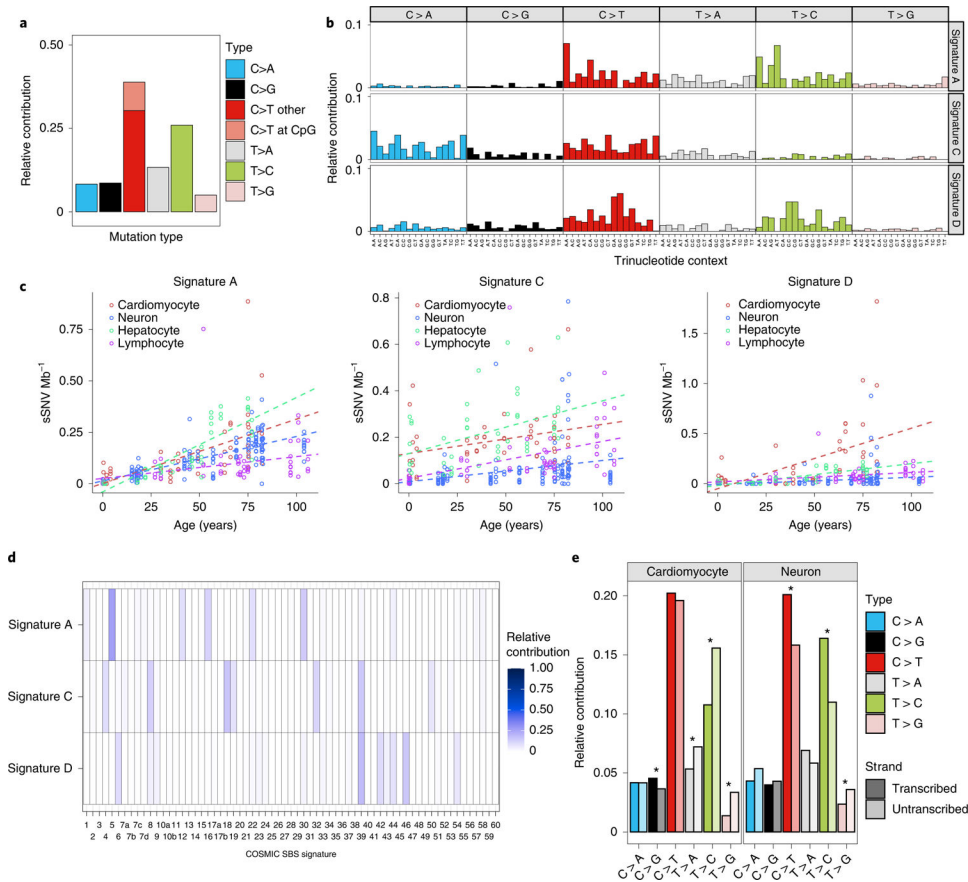 a
0.50
0.25
0
Relative contribution
Mutation type
Type
C>A
C>G
C>T other
C>T at CpG
T>A
T>C
T>G
b
C > A
C > G
C > T
T > A
T > C
T > G
0.1
0
0.1
0
0.1
0
Relative contribution
Signature A
Signature C
Signature D
Trinucleotide context
c
Signature A
Cardiomyocyte
Neuron
Hepatocyte
Lymphocyte
0.75
0.50
0.25
0
sSNV Mb⁻¹
0 25 50 75 100
Age (years)
Signature C
Cardiomyocyte
Neuron
Hepatocyte
Lymphocyte
0.8
0.6
0.4
0.2
0
sSNV Mb⁻¹
0 25 50 75 100
Age (years)
Signature D
Cardiomyocyte
Neuron
Hepatocyte
Lymphocyte
1.5
1.0
0.5
0
sSNV Mb⁻¹
0 25 50 75 100
Age (years)
d
Signature A
Signature C
Signature D
1 3 5 7a 7c 8 10a 11 13 15 17a 18 20 22 24 26 28 30 32 34 36 38 40 42 44 46 48 50 52 54 56 58 60
2 4 6 7b 7d 9 10b 12 14 16 17b 19 21 23 25 27 29 31 33 35 37 39 41 43 45 47 49 51 53 55 57 59
COSMIC SBS signature
Relative
contribution
1.00
0.75
0.50
0.25
0
e
Cardiomyocyte
Neuron
0.20
0.15
0.10
0.05
0
Relative contribution
* * * *
* * *
C > A
C > G
C > T
T > A
T > C
T > G
C > A
C > G
C > T
T > A
T > C
T > G
Type
C > A
C > G
C > T
T > A
T > C
T > G
Strand
Transcribed
Untranscribed